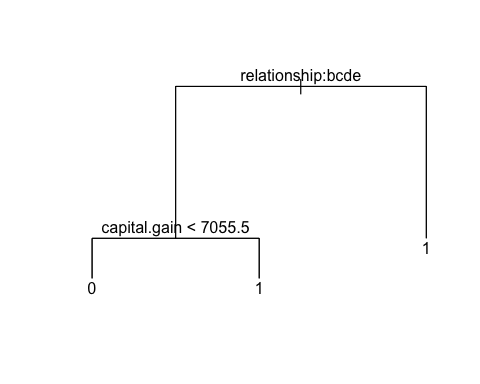 relationship:bcde
capital.gain < 7055.5
1
0
1